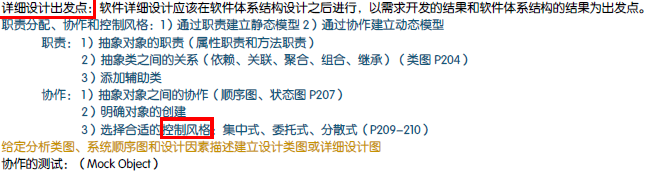 详细设计出发点：软件详细设计应该在软件体系结构设计之后进行，以需求开发的结果和软件体系结构的结果为出发点。
职责分配、协作和控制风格：1）通过职责建立静态模型 2）通过协作建立动态模型
职责：1）抽象对象的职责（属性职责和方法职责）
2）抽象类之间的关系（依赖、关联、聚合、组合、继承）（类图 P204）
3）添加辅助类
协作：1）抽象对象之间的协作（顺序图、状态图 P207）
2）明确对象的创建
3）选择合适的控制风格：集中式、委托式、分散式（P209-210）
给定分析类图、系统顺序图和设计因素描述建立设计类图或详细设计图
协作的测试：（Mock Object）